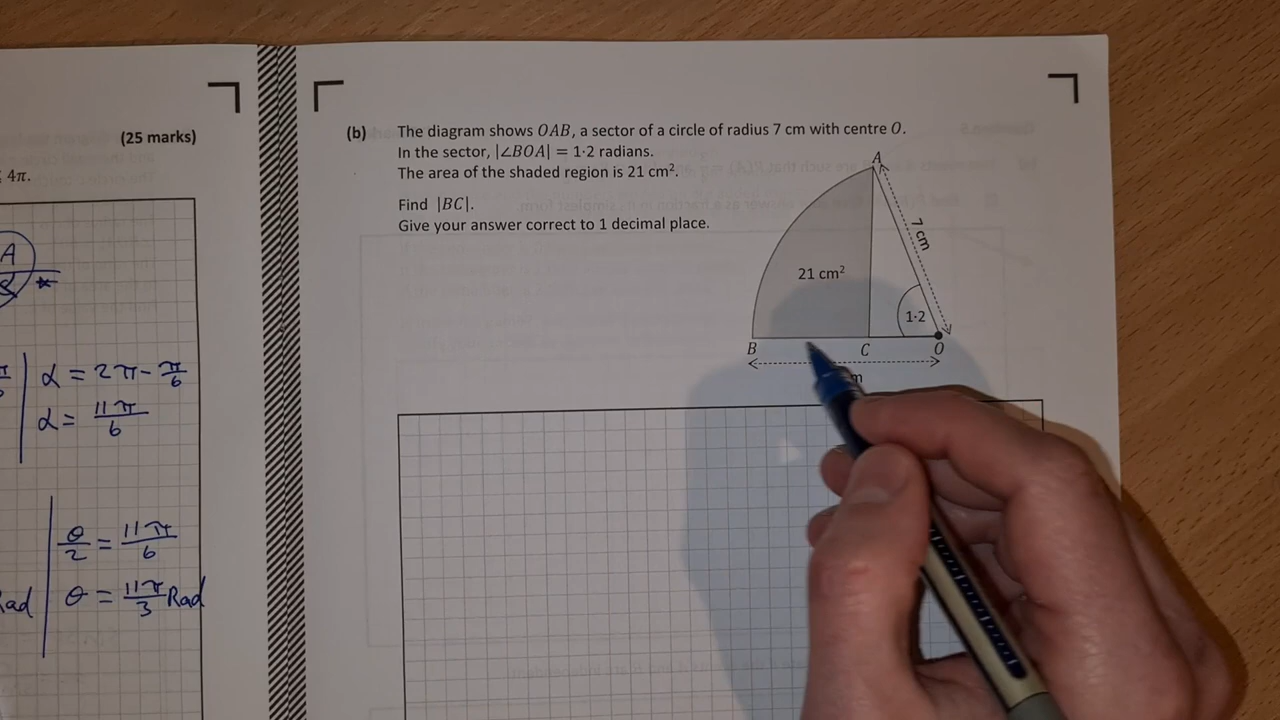 (25 marks)
4π.
A
*
π
α = 2π - π/6
α = 11π/6
θ/2 = 11π/6
Rad
θ = 11π/3 Rad
(b) The diagram shows OAB, a sector of a circle of radius 7 cm with centre O.
In the sector, |∠BOA| = 1·2 radians.
The area of the shaded region is 21 cm².
Find |BC|.
Give your answer correct to 1 decimal place.
A
7 cm
21 cm²
1·2
B C O
m